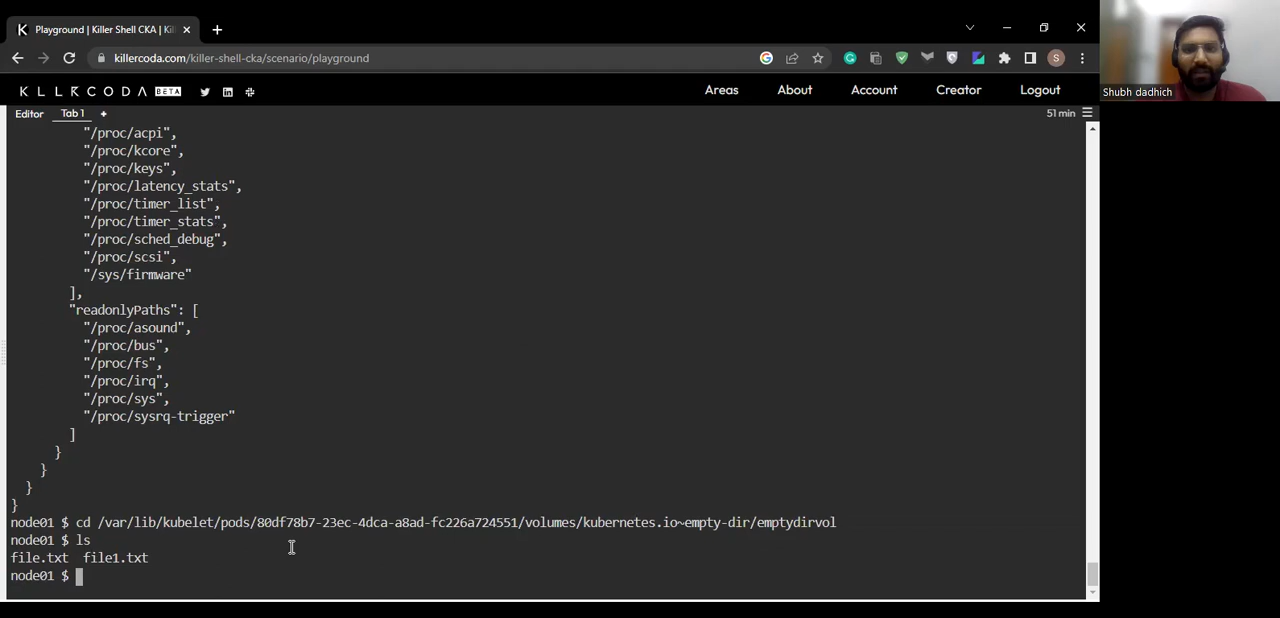 Playground | Killer Shell CKA | Kil
killercoda.com/killer-shell-cka/scenario/playground
S
KILLERCODA BETA
Areas
About
Account
Creator
Logout
Shubh dadhich
Editor
Tab 1
+
51 min
"/proc/acpi",
"/proc/kcore",
"/proc/keys",
"/proc/latency_stats",
"/proc/timer_list",
"/proc/timer_stats",
"/proc/sched_debug",
"/proc/scsi",
"/sys/firmware"
],
"readonlyPaths": [
"/proc/asound",
"/proc/bus",
"/proc/fs",
"/proc/irq",
"/proc/sys",
"/proc/sysrq-trigger"
]
}
}
}
}
node01 $ cd /var/lib/kubelet/pods/80df78b7-23ec-4dca-a8ad-fc226a724551/volumes/kubernetes.io~empty-dir/emptydirvol
node01 $ ls
file.txt  file1.txt
node01 $